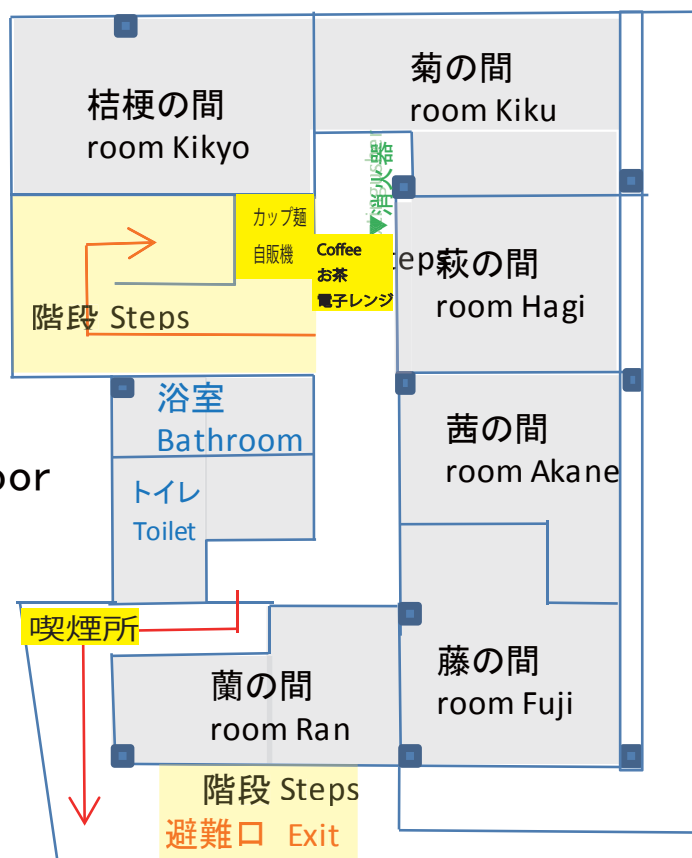 桔梗の間
room Kikyo
菊の間
room Kiku
消火器
カップ麺
自販機
Coffee
お茶
電子レンジ
萩の間
room Hagi
階段 Steps
浴室
Bathroom
茜の間
room Akane
トイレ
Toilet
喫煙所
蘭の間
room Ran
藤の間
room Fuji
階段 Steps
避難口 Exit